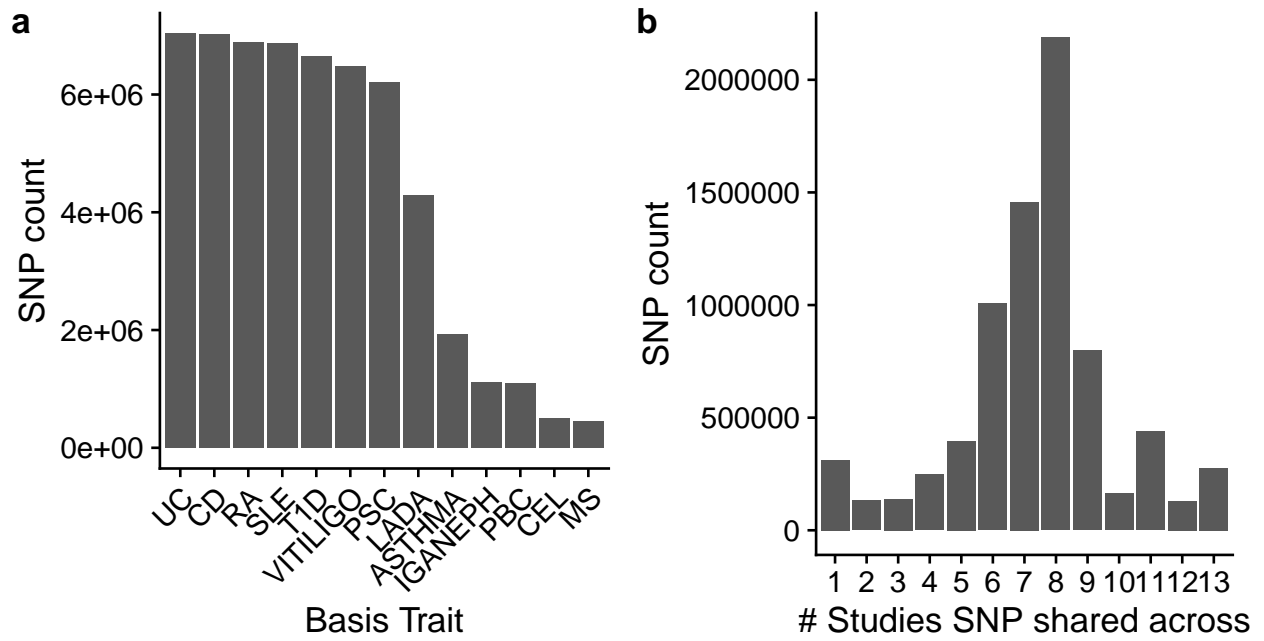 a
SNP count
6e+06
4e+06
2e+06
0e+00
UC
CD
RA
SLE
T1D
VITILIGO
PSC
LADA
ASTHMA
IGANEPH
PBC
CEL
MS
Basis Trait
b
SNP count
2000000
1500000
1000000
500000
0
1 2 3 4 5 6 7 8 9 10 11 12 13
# Studies SNP shared across